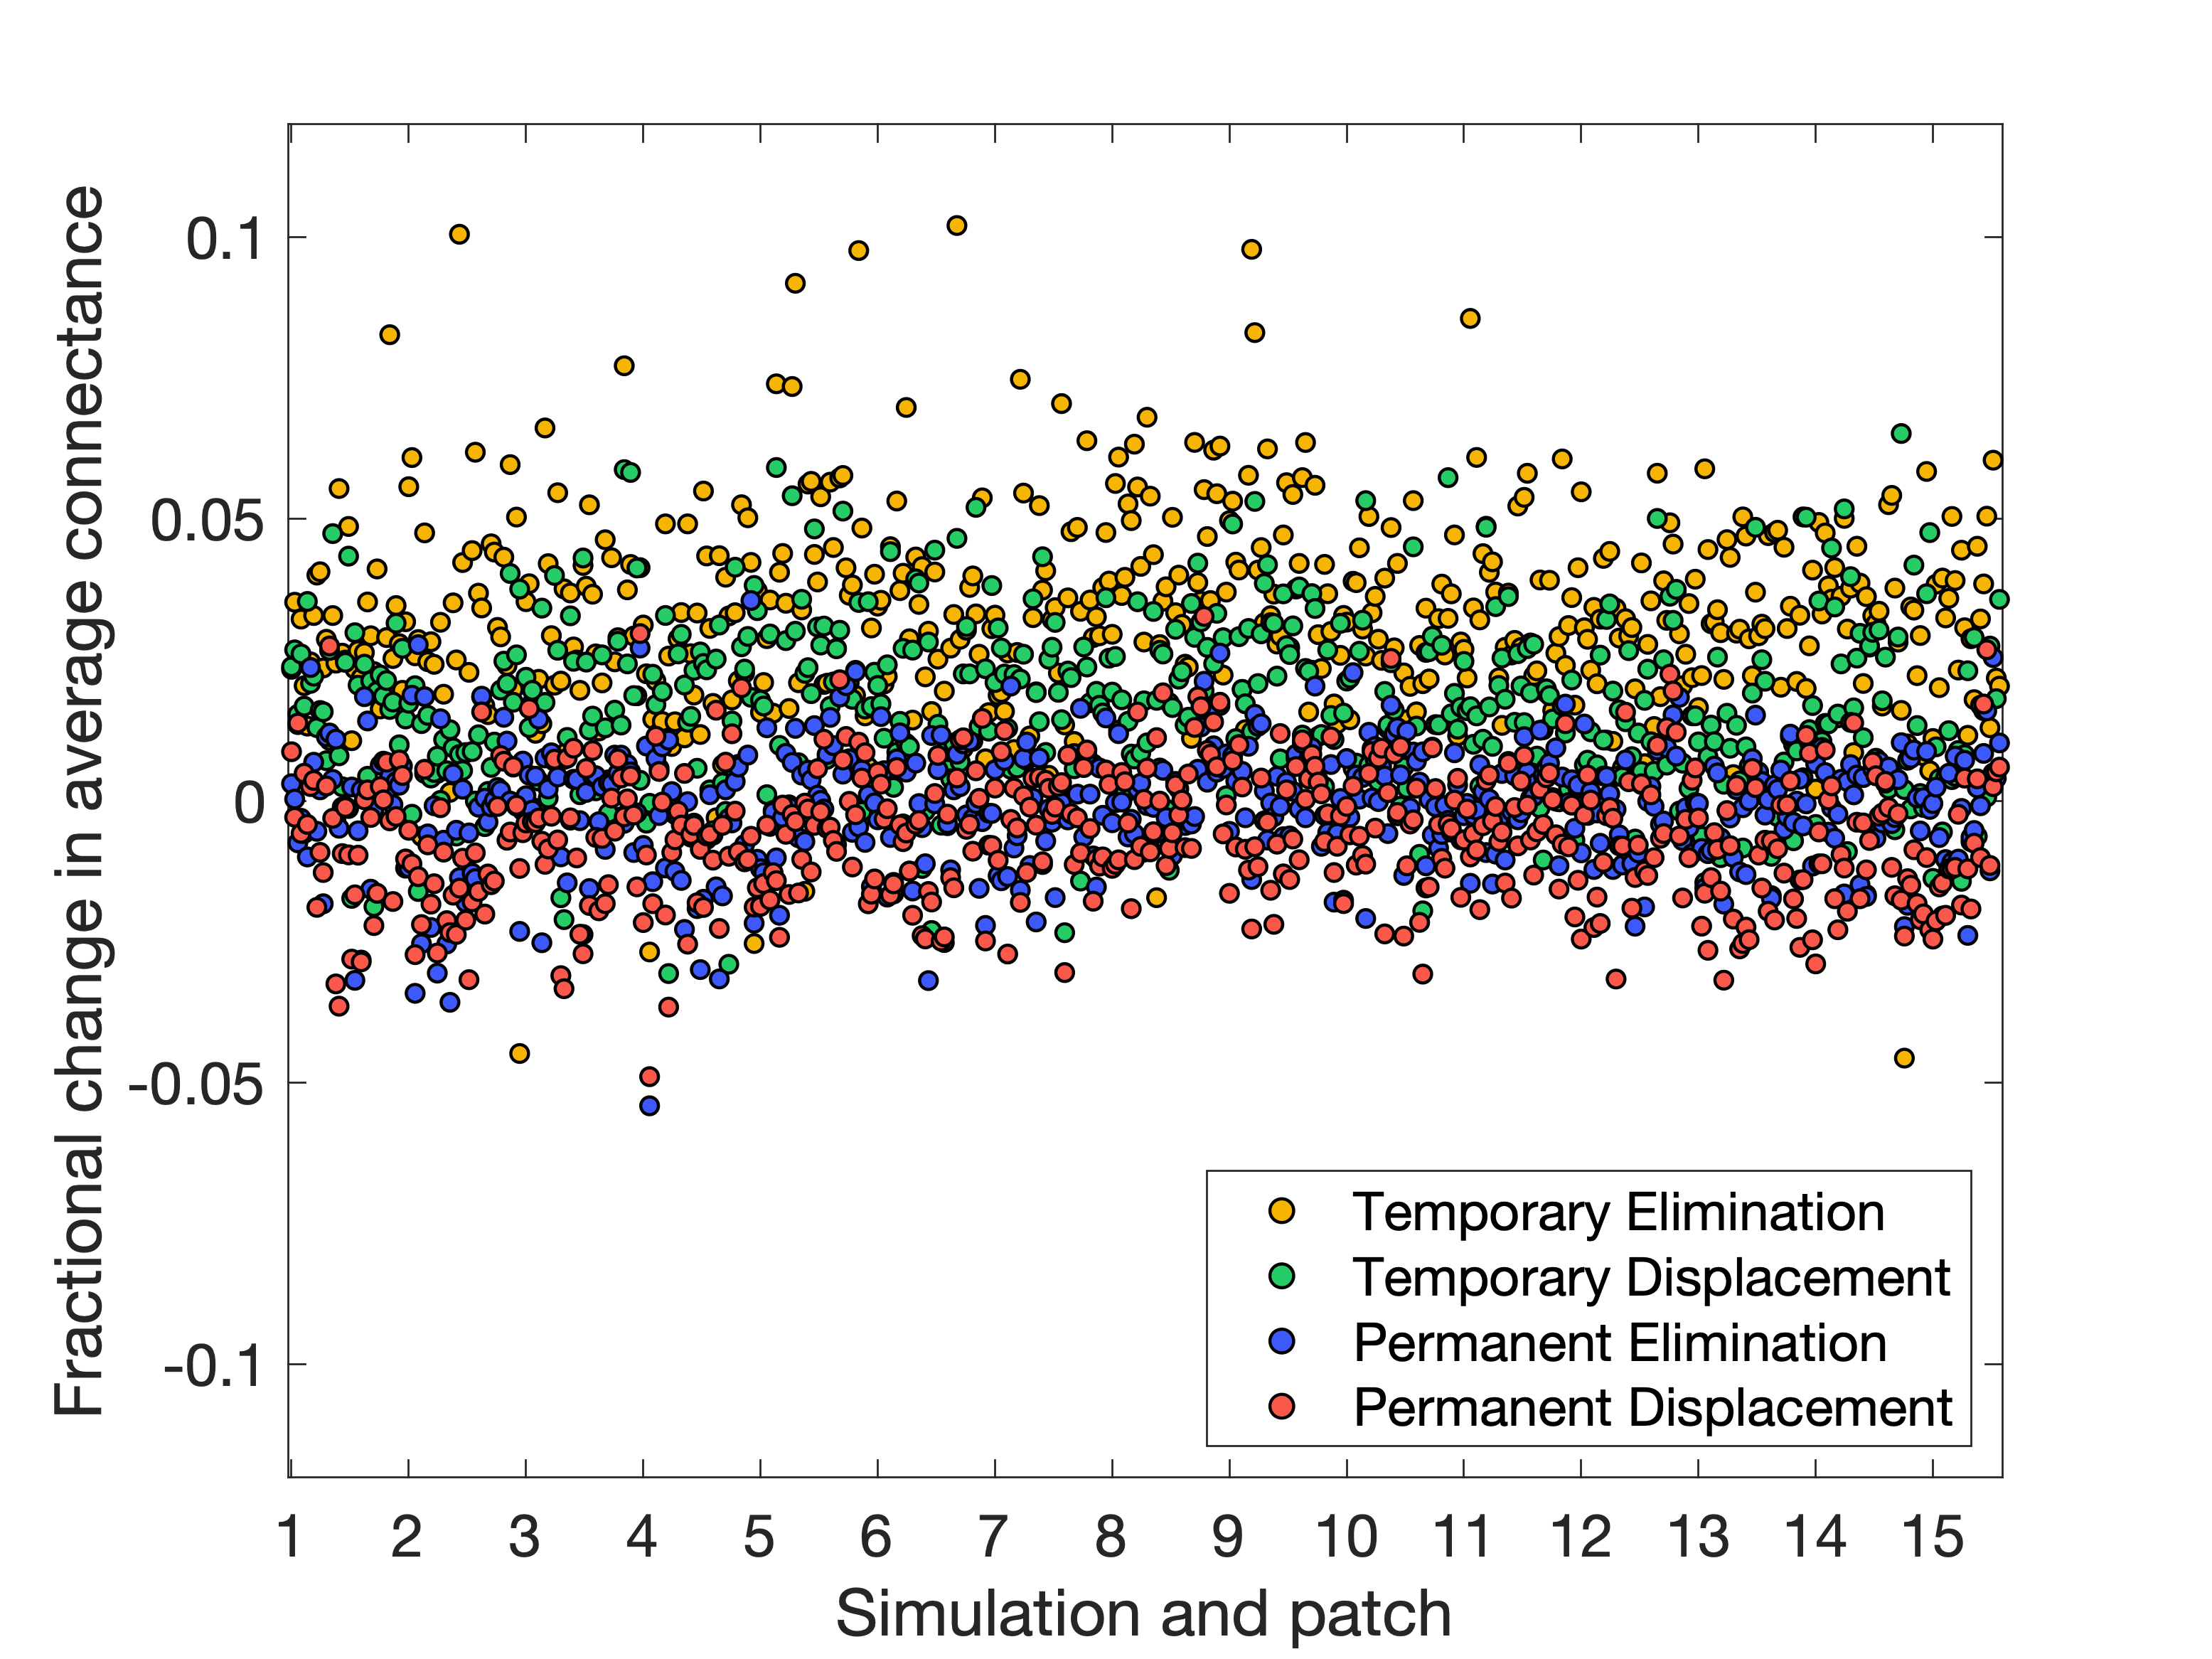 Fractional change in average connectance
0.1
0.05
0
-0.05
-0.1
Temporary Elimination
Temporary Displacement
Permanent Elimination
Permanent Displacement
1 2 3 4 5 6 7 8 9 10 11 12 13 14 15
Simulation and patch